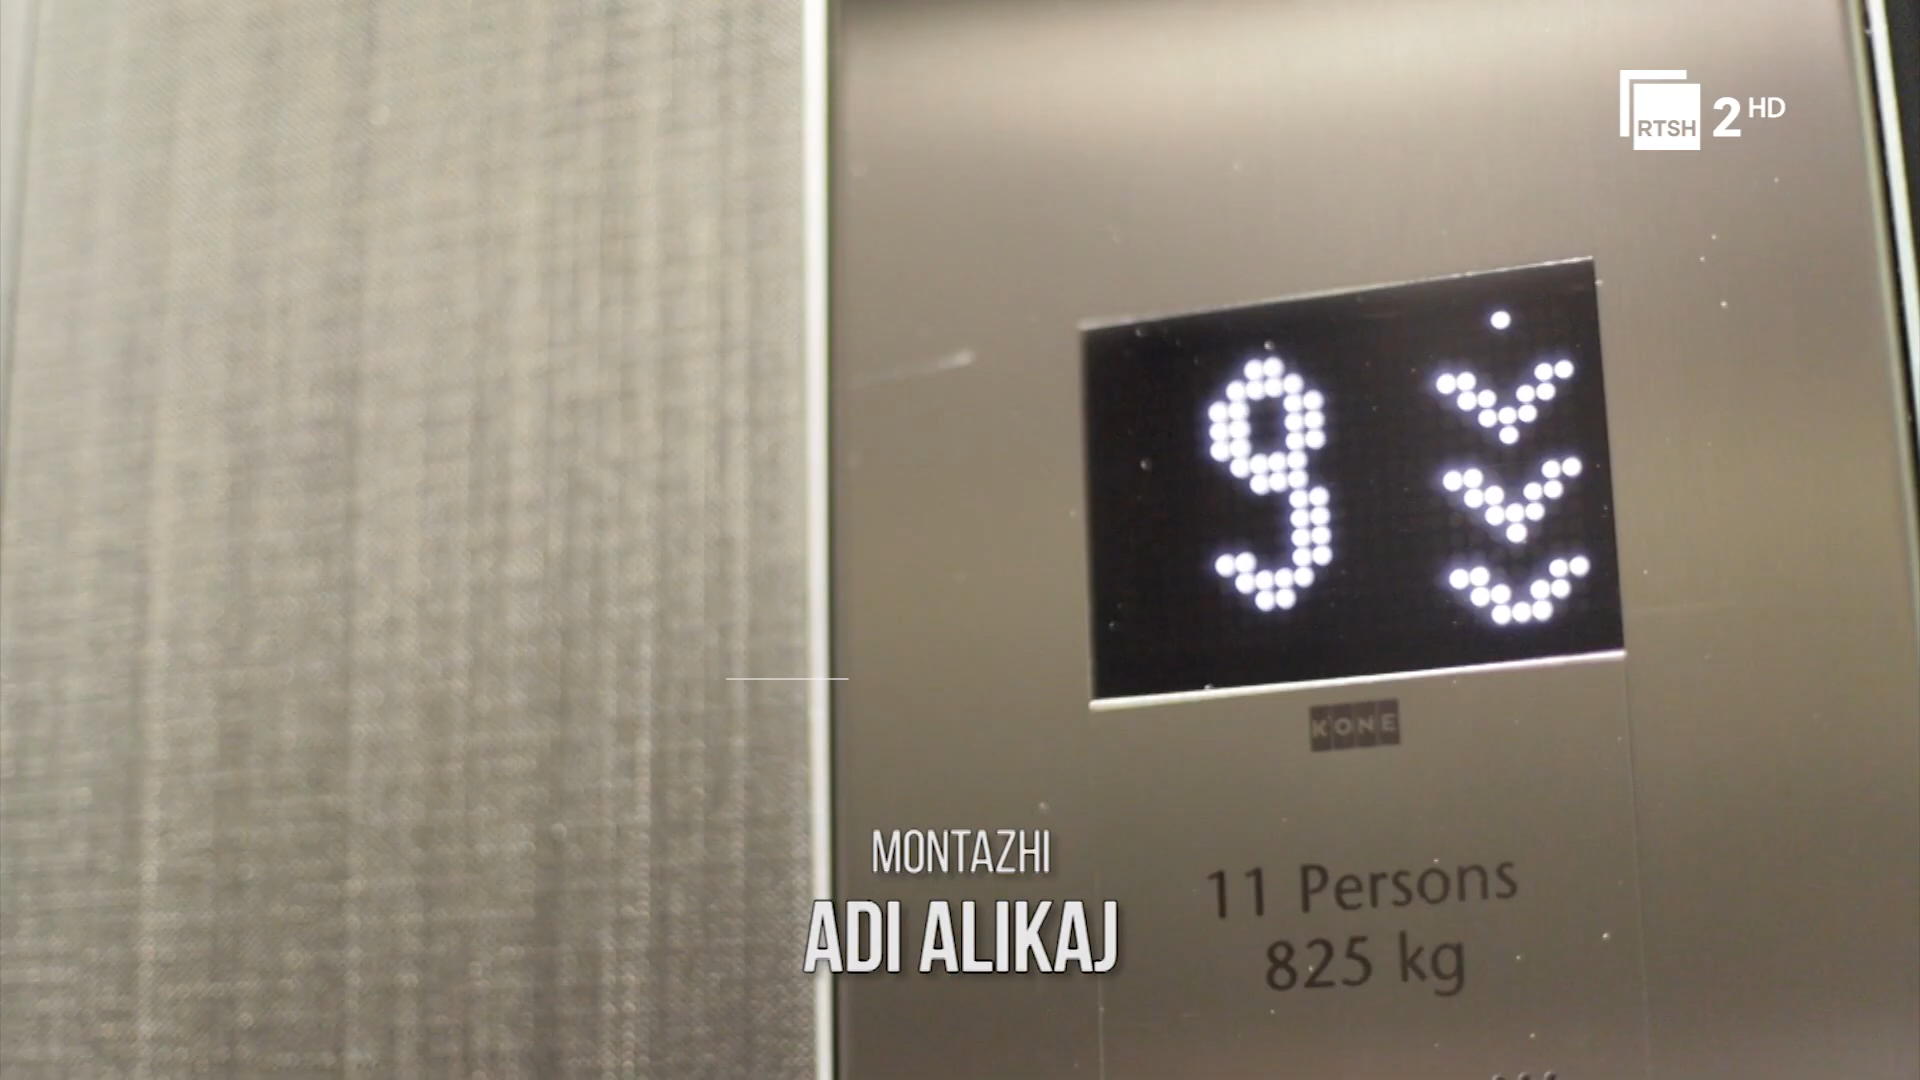 RTSH 2 HD
9
KONE
11 Persons
825 kg
MONTAZHI
ADI ALIKAJ